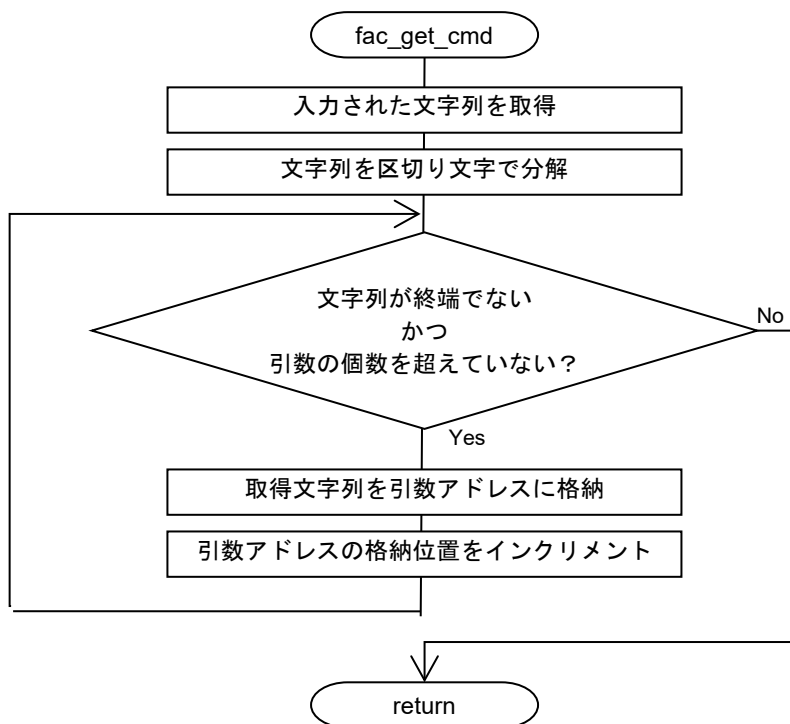 fac_get_cmd
入力された文字列を取得
文字列を区切り文字で分解
文字列が終端でない
かつ
引数の個数を超えていない？
No
Yes
取得文字列を引数アドレスに格納
引数アドレスの格納位置をインクリメント
return